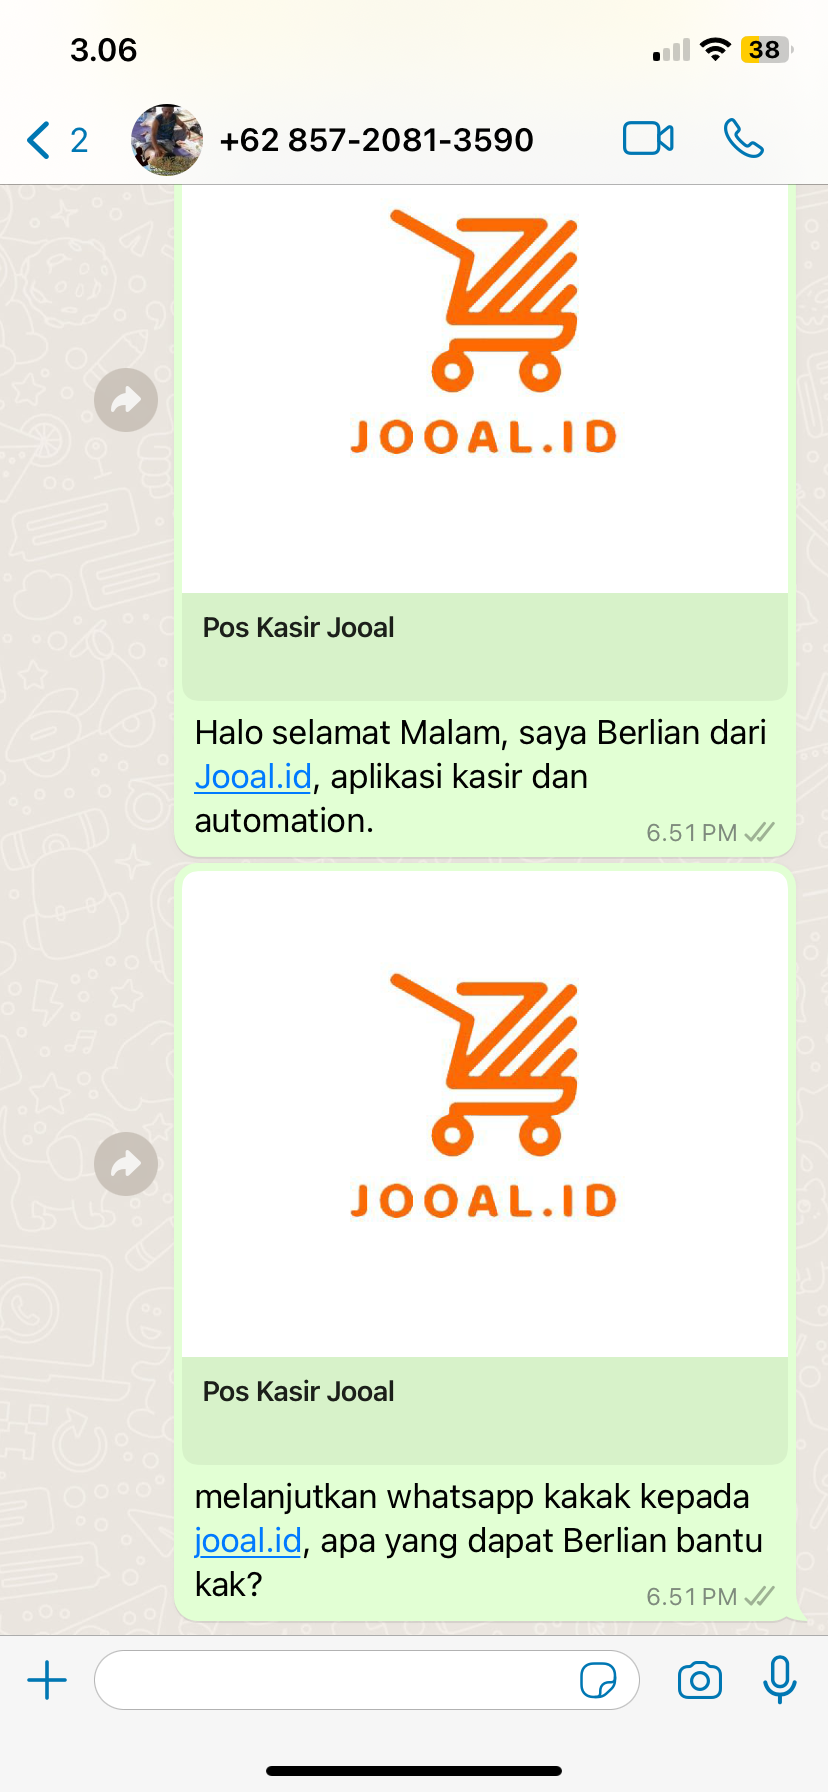 3.06
38
2
+62 857-2081-3590
JOOAL.ID
Pos Kasir Jooal
Halo selamat Malam, saya Berlian dari
Jooal.id, aplikasi kasir dan
automation.
6.51 PM
JOOAL.ID
Pos Kasir Jooal
melanjutkan whatsapp kakak kepada
jooal.id, apa yang dapat Berlian bantu
kak?
6.51 PM